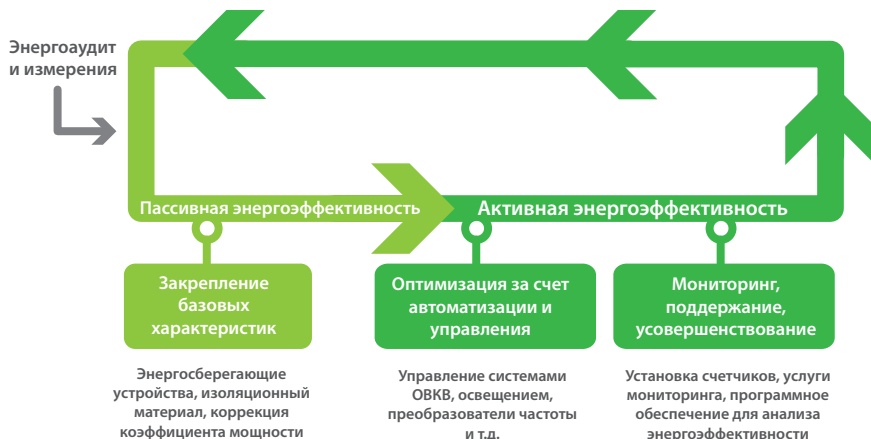 Энергоаудит
и измерения
Пассивная энергоэффективность
Активная энергоэффективность
Закрепление
базовых
характеристик
Оптимизация за счет
автоматизации и
управления
Мониторинг,
поддержание,
усовершенствование
Энергосберегающие
устройства, изоляционный
материал, коррекция
коэффициента мощности
Управление системами
ОВКВ, освещением,
преобразователи частоты
и т.д.
Установка счетчиков, услуги
мониторинга, программное
обеспечение для анализа
энергоэффективности